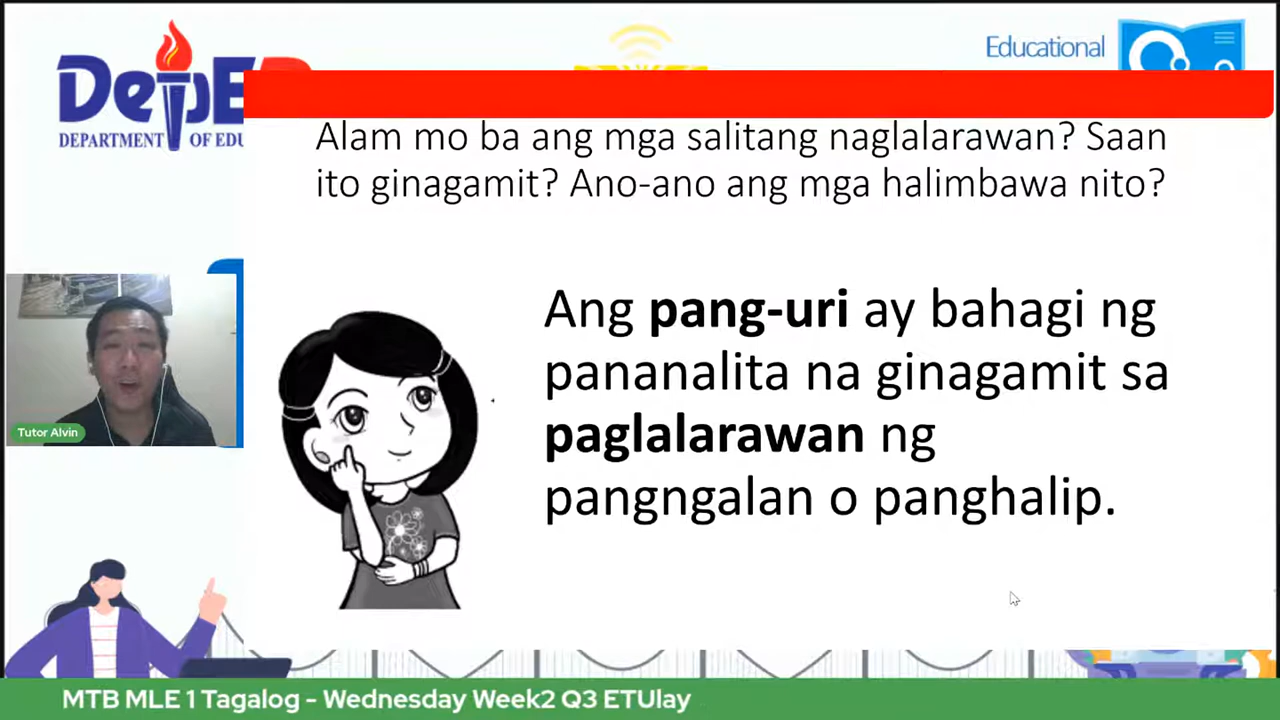 Educational
DepE
DEPARTMENT OF EDU
Alam mo ba ang mga salitang naglalarawan? Saan
ito ginagamit? Ano-ano ang mga halimbawa nito?
Ang pang-uri ay bahagi ng
pananalita na ginagamit sa
paglalarawan ng
pangngalan o panghalip.
Tutor Alvin
MTB MLE 1 Tagalog - Wednesday Week2 Q3 ETUlay